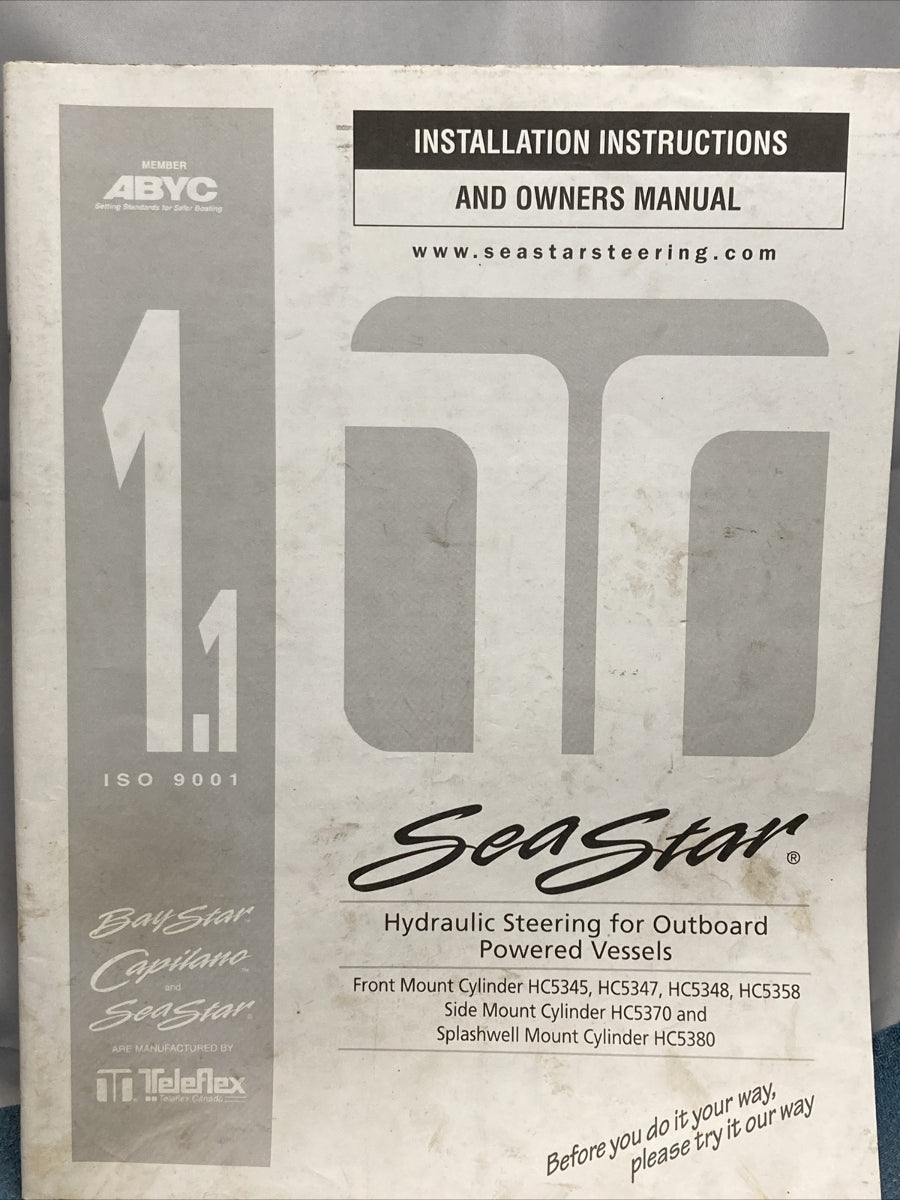 MEMBER
ABYC
Setting Standards for Safer Boating
1.1
ISO 9001
BayStar™
Capilano™
and
SeaStar®
ARE MANUFACTURED BY
Teleflex
Teleflex Canada
INSTALLATION INSTRUCTIONS
AND OWNERS MANUAL
www.seastarsteering.com
SeaStar®
Hydraulic Steering for Outboard
Powered Vessels
Front Mount Cylinder HC5345, HC5347, HC5348, HC5358
Side Mount Cylinder HC5370 and
Splashwell Mount Cylinder HC5380
Before you do it your way,
please try it our way